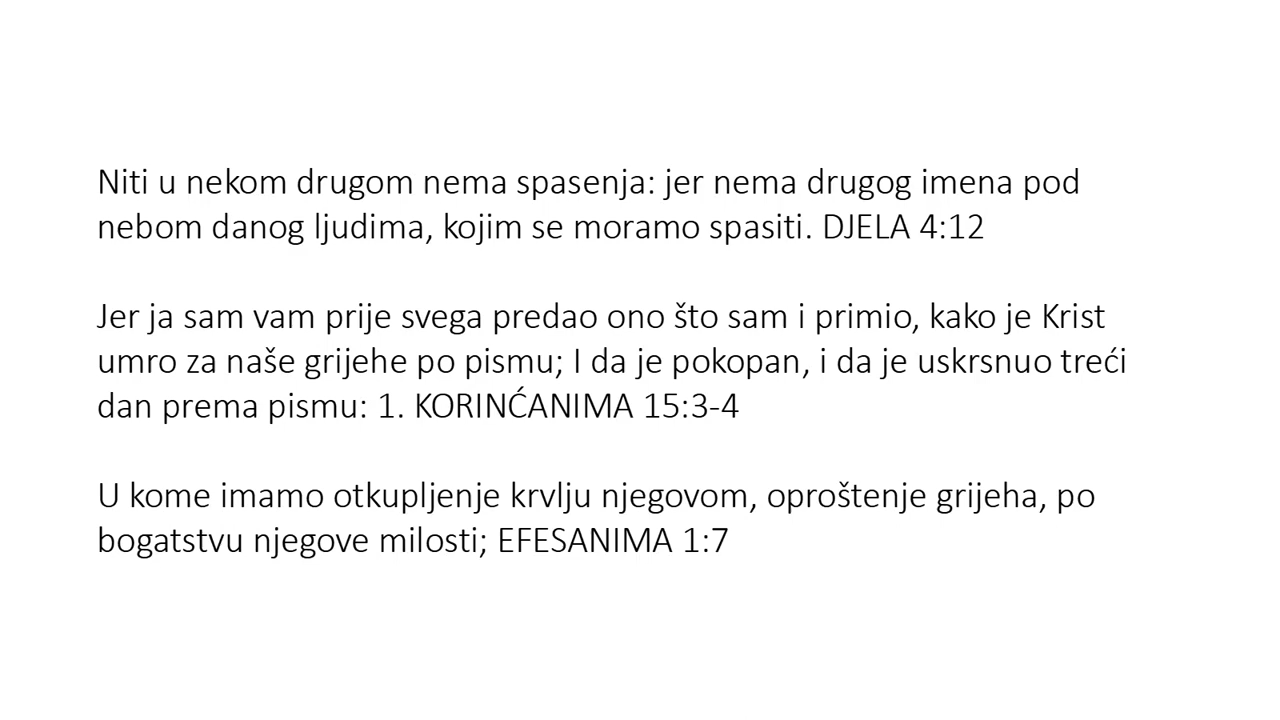 Niti u nekom drugom nema spasenja: jer nema drugog imena pod
nebom danog ljudima, kojim se moramo spasiti. DJELA 4:12
Jer ja sam vam prije svega predao ono što sam i primio, kako je Krist
umro za naše grijehe po pismu; I da je pokopan, i da je uskrsnuo treći
dan prema pismu: 1. KORINĆANIMA 15:3-4
U kome imamo otkupljenje krvlju njegovom, oproštenje grijeha, po
bogatstvu njegove milosti; EFESANIMA 1:7